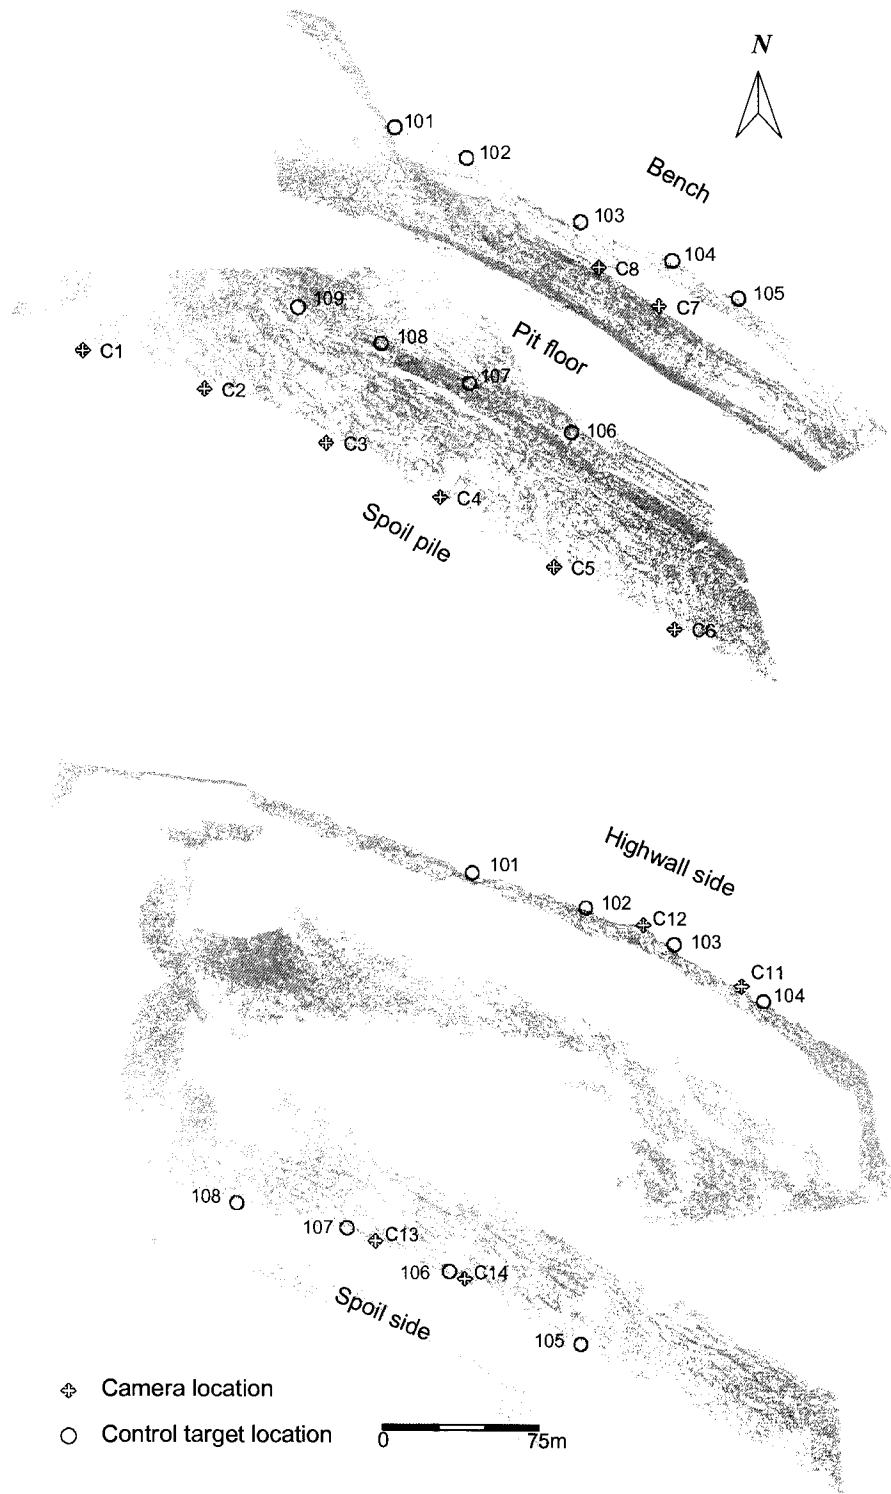 N
101
102
Bench
103
104
C8
105
C7
109
Pit floor
108
C1
107
C2
106
C3
C4
Spoil pile
C5
C6
Highwall side
101
102
C12
103
C11
104
108
107
C13
106
C14
Spoil side
105
Camera location
Control target location
0 75m